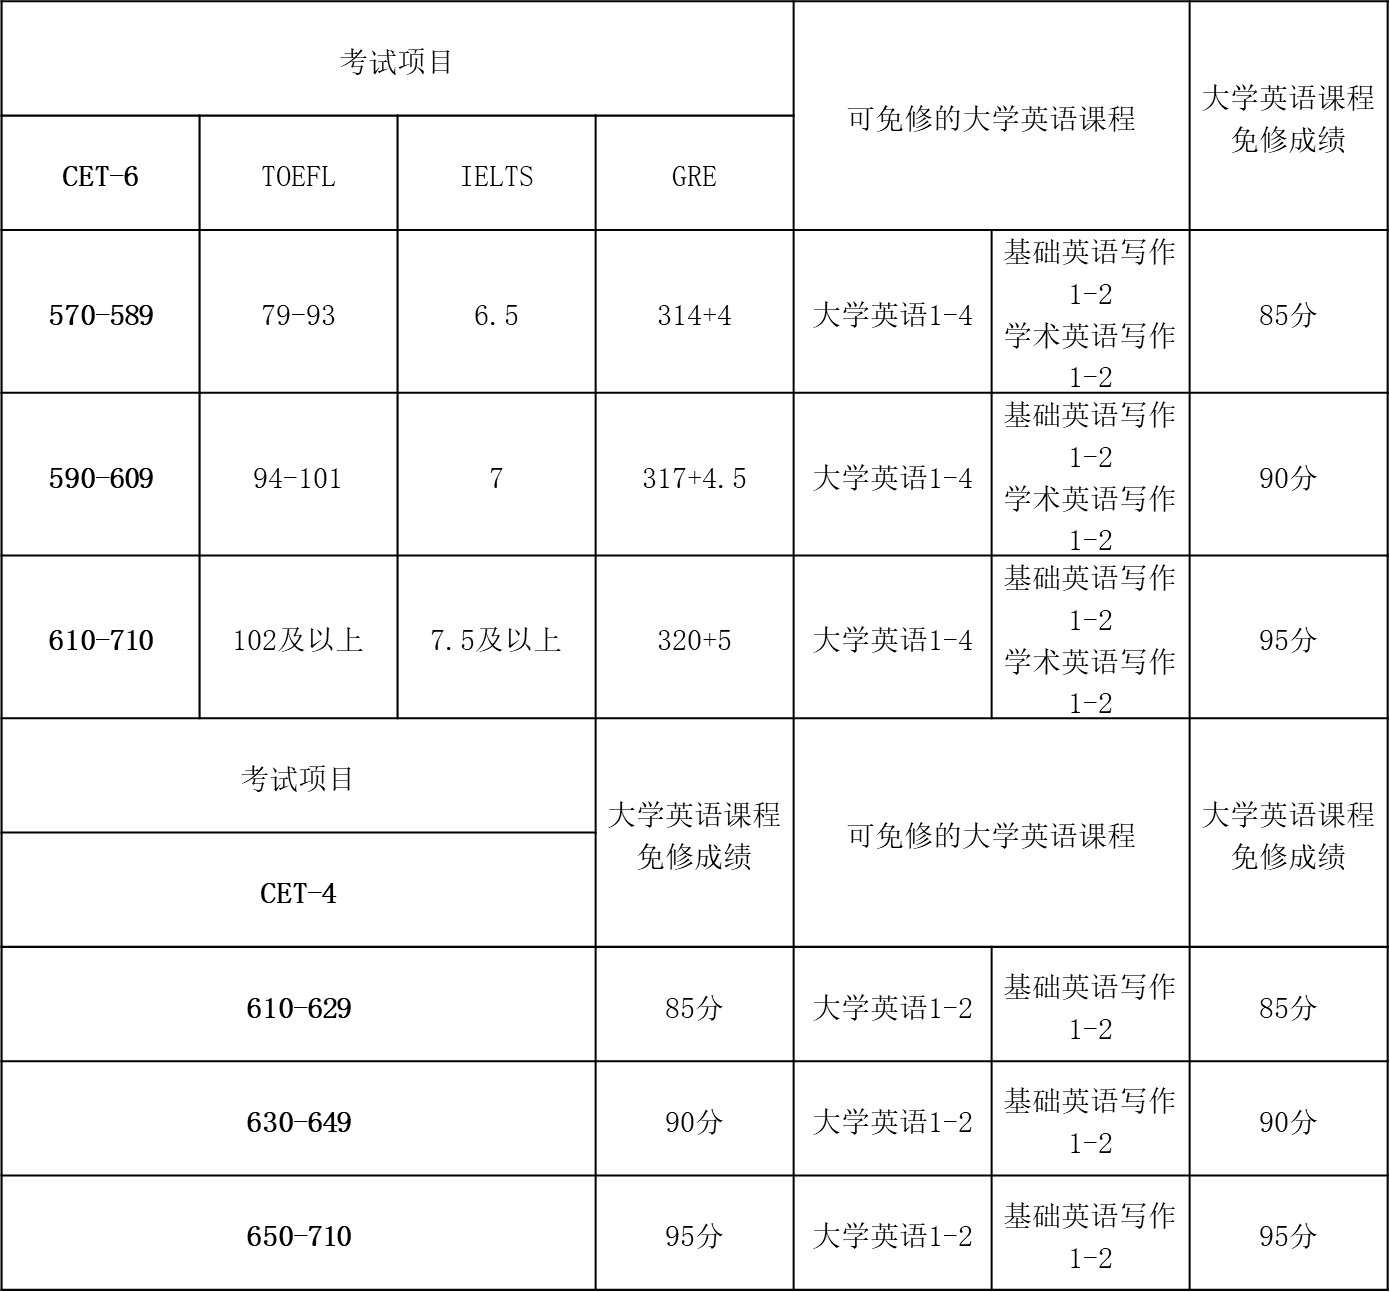 考试项目
可免修的大学英语课程
大学英语课程
免修成绩
CET-6
TOEFL
IELTS
GRE
570-589
79-93
6.5
314+4
大学英语1-4
基础英语写作
1-2
学术英语写作
1-2
85分
590-609
94-101
7
317+4.5
大学英语1-4
基础英语写作
1-2
学术英语写作
1-2
90分
610-710
102及以上
7.5及以上
320+5
大学英语1-4
基础英语写作
1-2
学术英语写作
1-2
95分
考试项目
大学英语课程
免修成绩
可免修的大学英语课程
大学英语课程
免修成绩
CET-4
610-629
85分
大学英语1-2
基础英语写作
1-2
85分
630-649
90分
大学英语1-2
基础英语写作
1-2
90分
650-710
95分
大学英语1-2
基础英语写作
1-2
95分